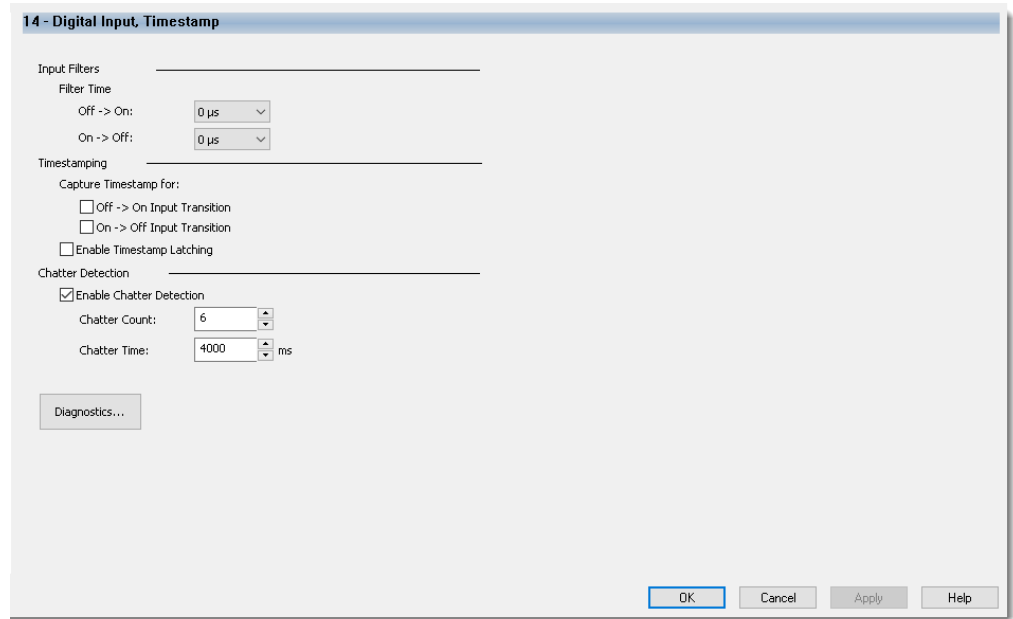 14 - Digital Input, Timestamp
Input Filters
Filter Time
Off -> On: 0 µs
On -> Off: 0 µs
Timestamping
Capture Timestamp for:
Off -> On Input Transition
On -> Off Input Transition
Enable Timestamp Latching
Chatter Detection
Enable Chatter Detection
Chatter Count: 6
Chatter Time: 4000 ms
Diagnostics...
OK Cancel Apply Help